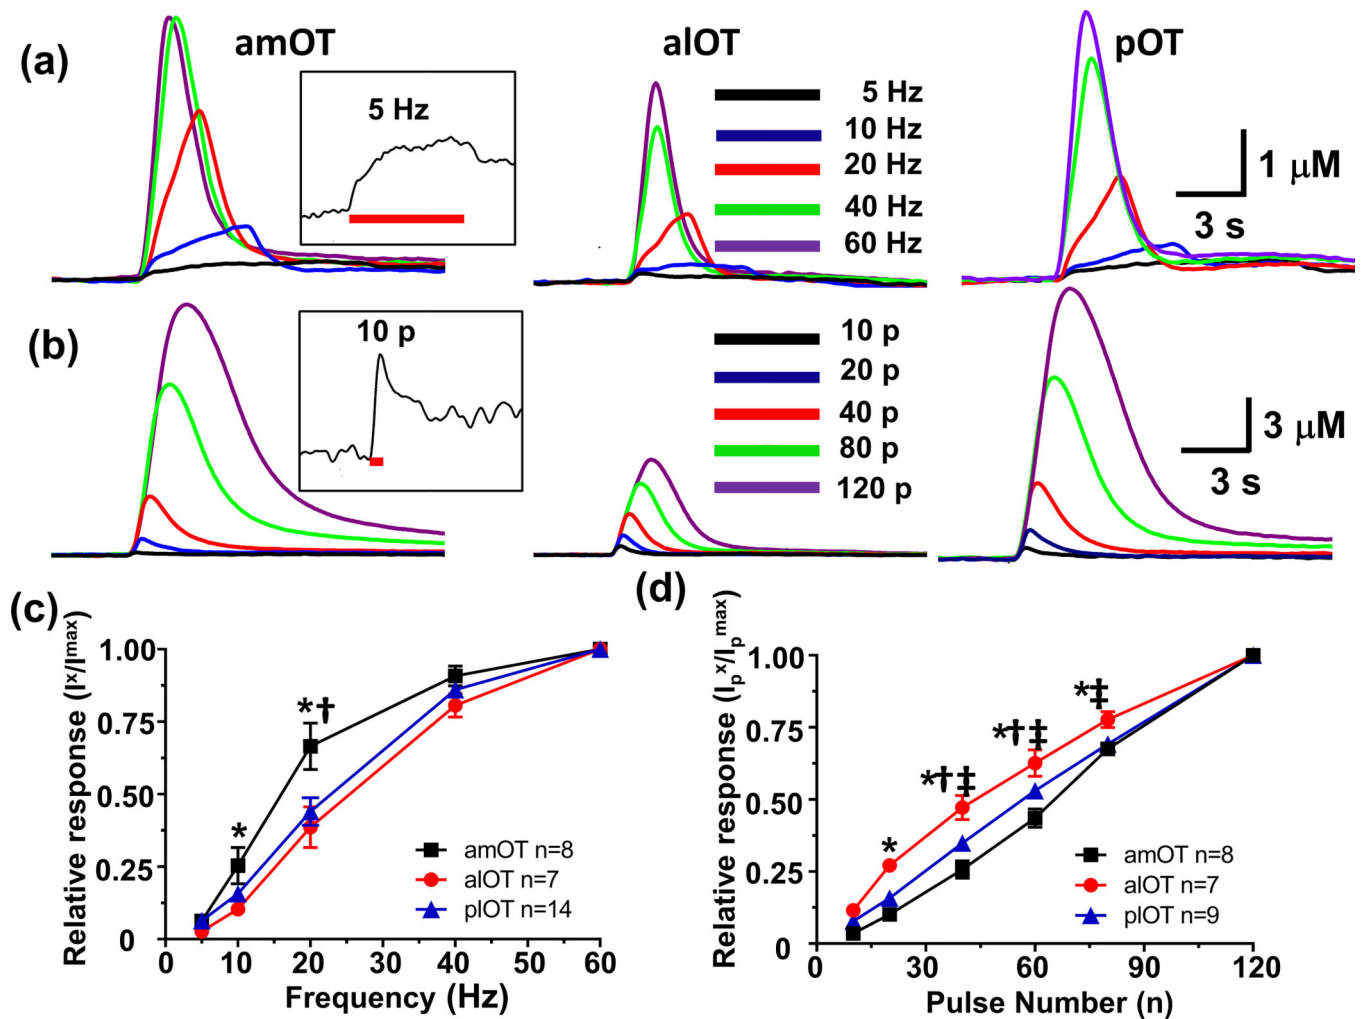 (a)
amOT
alOT
pOT
5 Hz
5 Hz
10 Hz
20 Hz
40 Hz
60 Hz
1 μM
3 s
(b)
10 p
10 p
20 p
40 p
80 p
120 p
3 μM
3 s
(c)
Relative response (Iˣ/Iᵐᵃˣ)
1.00
0.75
0.50
0.25
0
*†
*
amOT n=8
alOT n=7
plOT n=14
0 10 20 30 40 50 60
Frequency (Hz)
(d)
Relative response (Iₚˣ/Iₚᵐᵃˣ)
1.00
0.75
0.50
0.25
0
*‡
*†‡
*†‡
*
amOT n=8
alOT n=7
plOT n=9
0 30 60 90 120
Pulse Number (n)